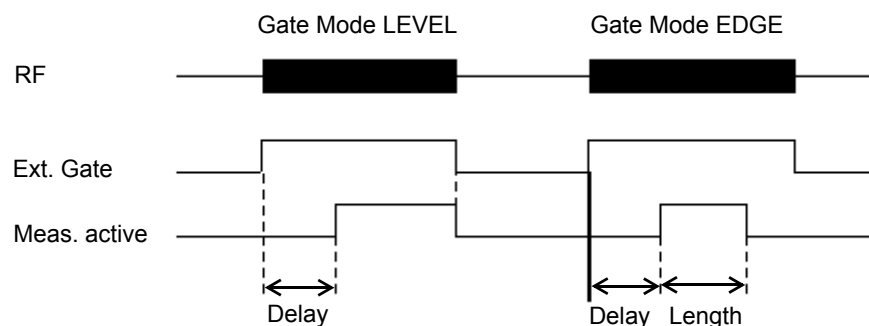 Gate Mode LEVEL Gate Mode EDGE
RF
Ext. Gate
Meas. active
Delay Delay Length